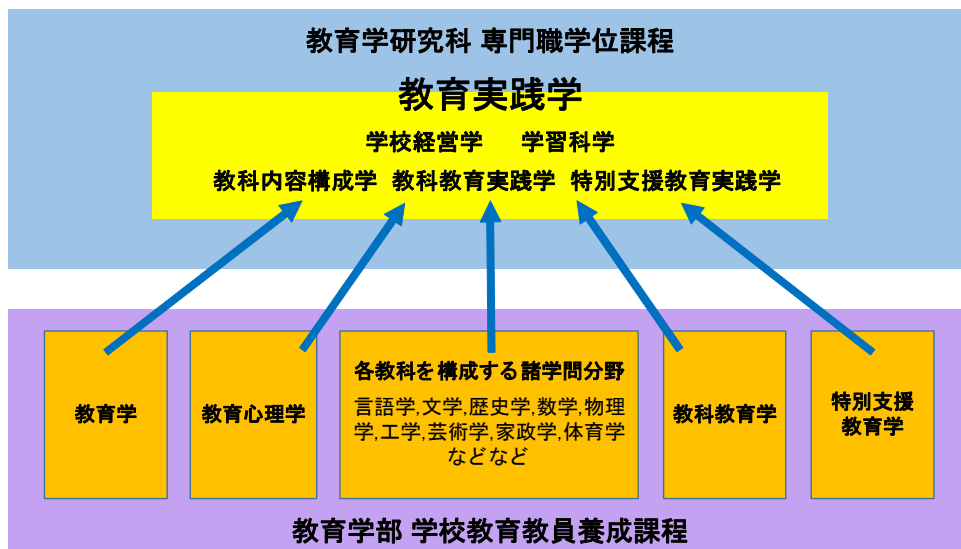 教育学研究科 専門職学位課程
教育実践学
学校経営学 学習科学
教科内容構成学 教科教育実践学 特別支援教育実践学
教育学
教育心理学
各教科を構成する諸学問分野
言語学,文学,歴史学,数学,物理
学,工学,芸術学,家政学,体育学
などなど
教科教育学
特別支援
教育学
教育学部 学校教育教員養成課程